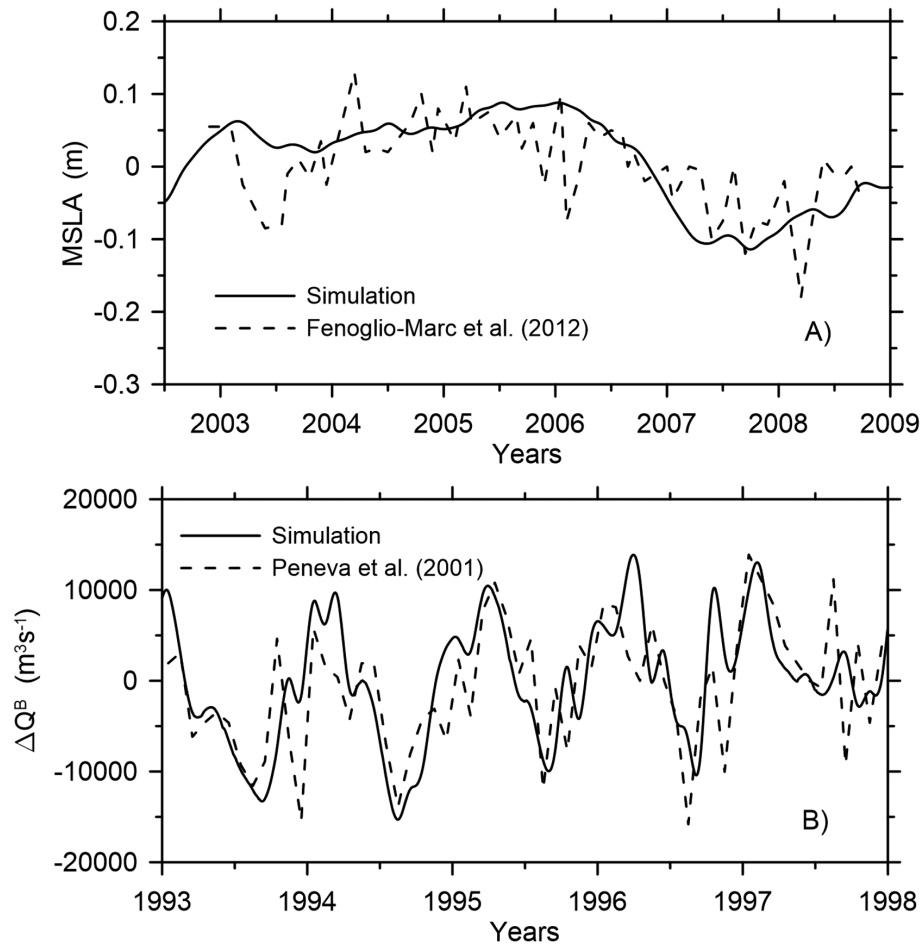 0.2
0.1
0
-0.1
-0.2
-0.3
MSLA (m)
Simulation
Fenoglio-Marc et al. (2012)
A)
2003 2004 2005 2006 2007 2008 2009
Years
20000
10000
0
-10000
-20000
ΔQᴮ (m³s⁻¹)
Simulation
Peneva et al. (2001)
B)
1993 1994 1995 1996 1997 1998
Years